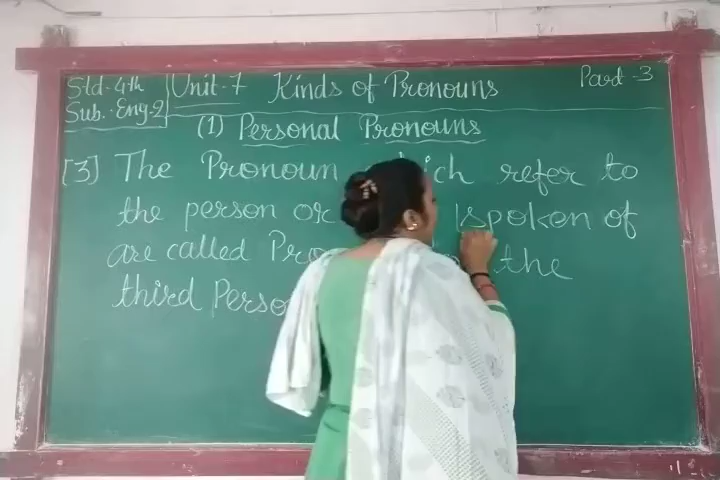 Std-4th Unit-7 Kinds of Pronouns Part-3
Sub.-Eng-2
(1) Personal Pronouns
[3] The Pronoun which refer to
the person or spoken of
are called the
third Perso